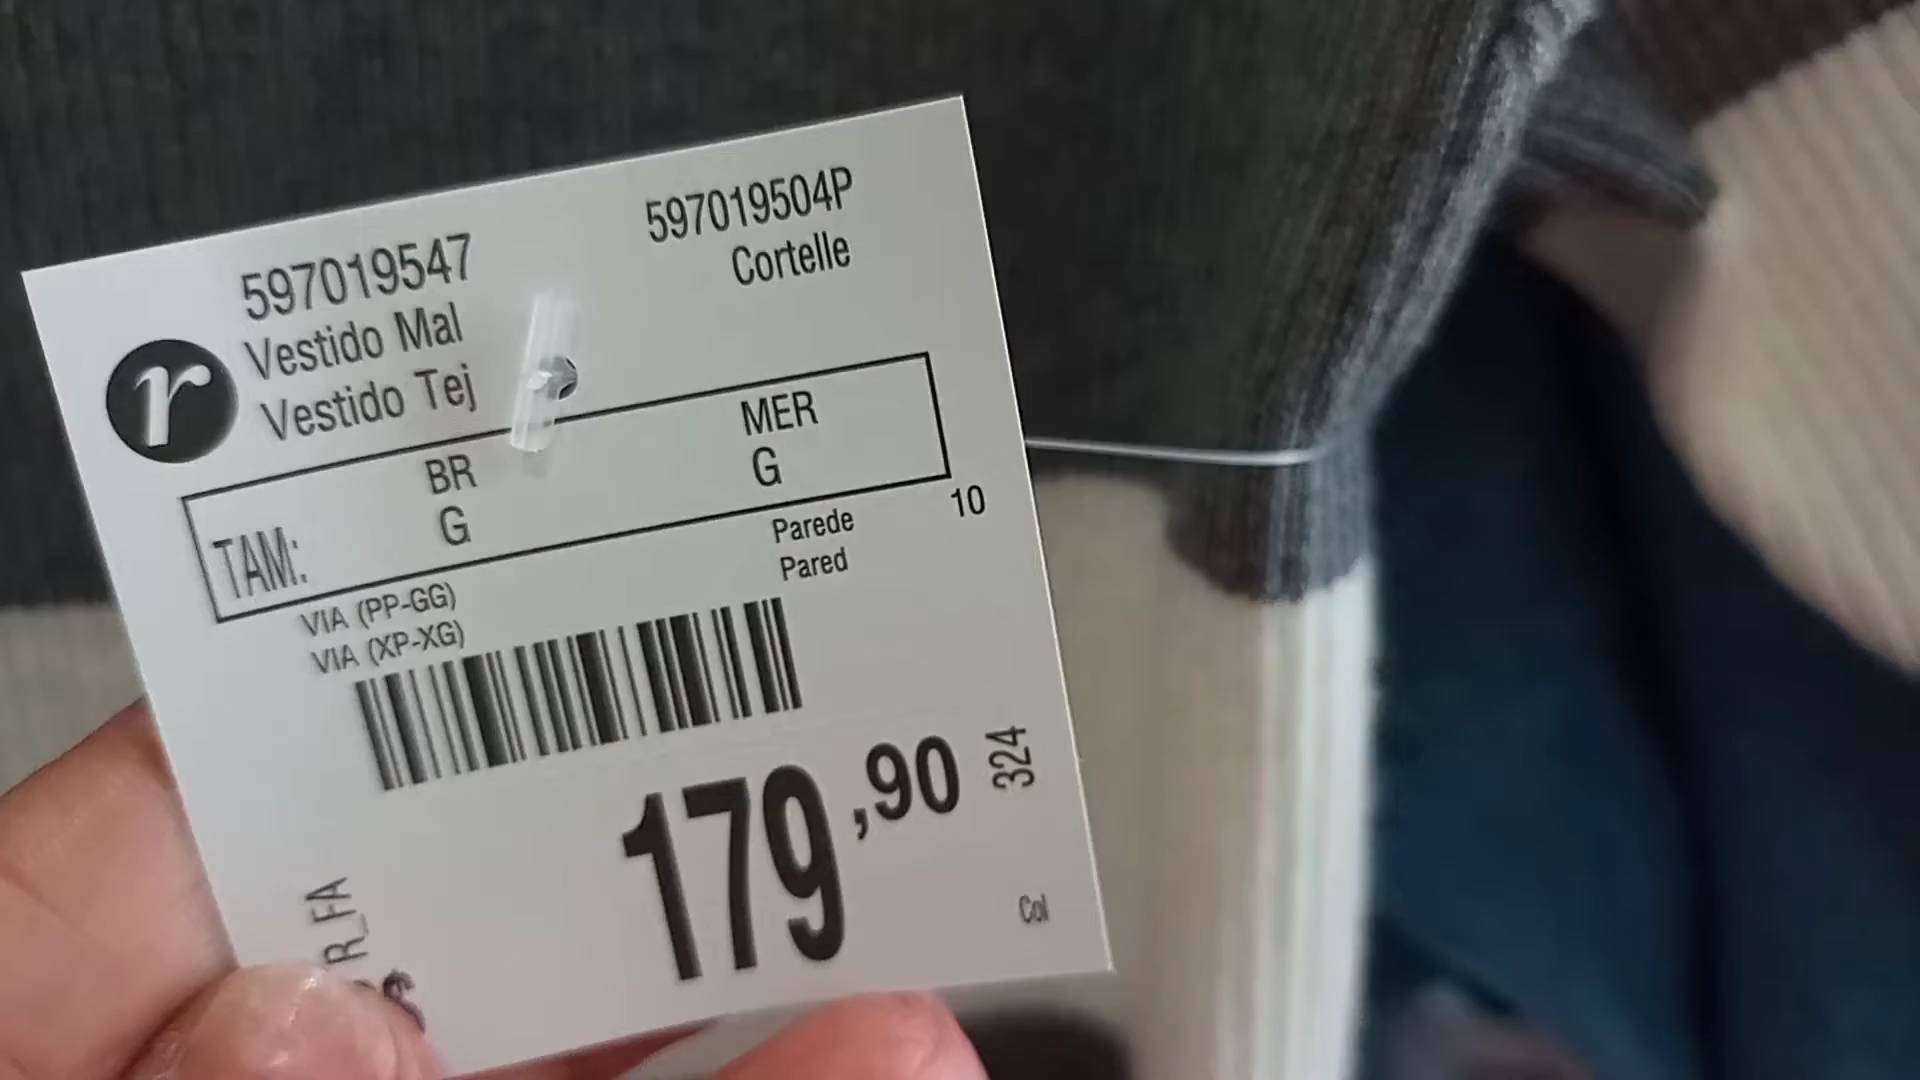 597019504P
Cortelle
597019547
Vestido Mal
Vestido Tej
r
BR MER
TAM: G G
10
Parede
Pared
VIA (PP-GG)
VIA (XP-XG)
179,90
324
R_FA
Col